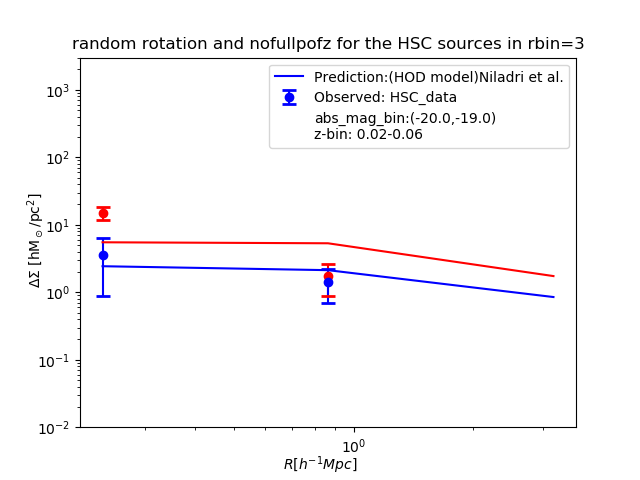 random rotation and nofullpofz for the HSC sources in rbin=3
Prediction:(HOD model)Niladri et al.
Observed: HSC_data
abs_mag_bin:(-20.0,-19.0)
z-bin: 0.02-0.06
10³
10²
10¹
10⁰
10⁻¹
10⁻²
ΔΣ [hM⊙/pc²]
10⁰
R[h⁻¹Mpc]